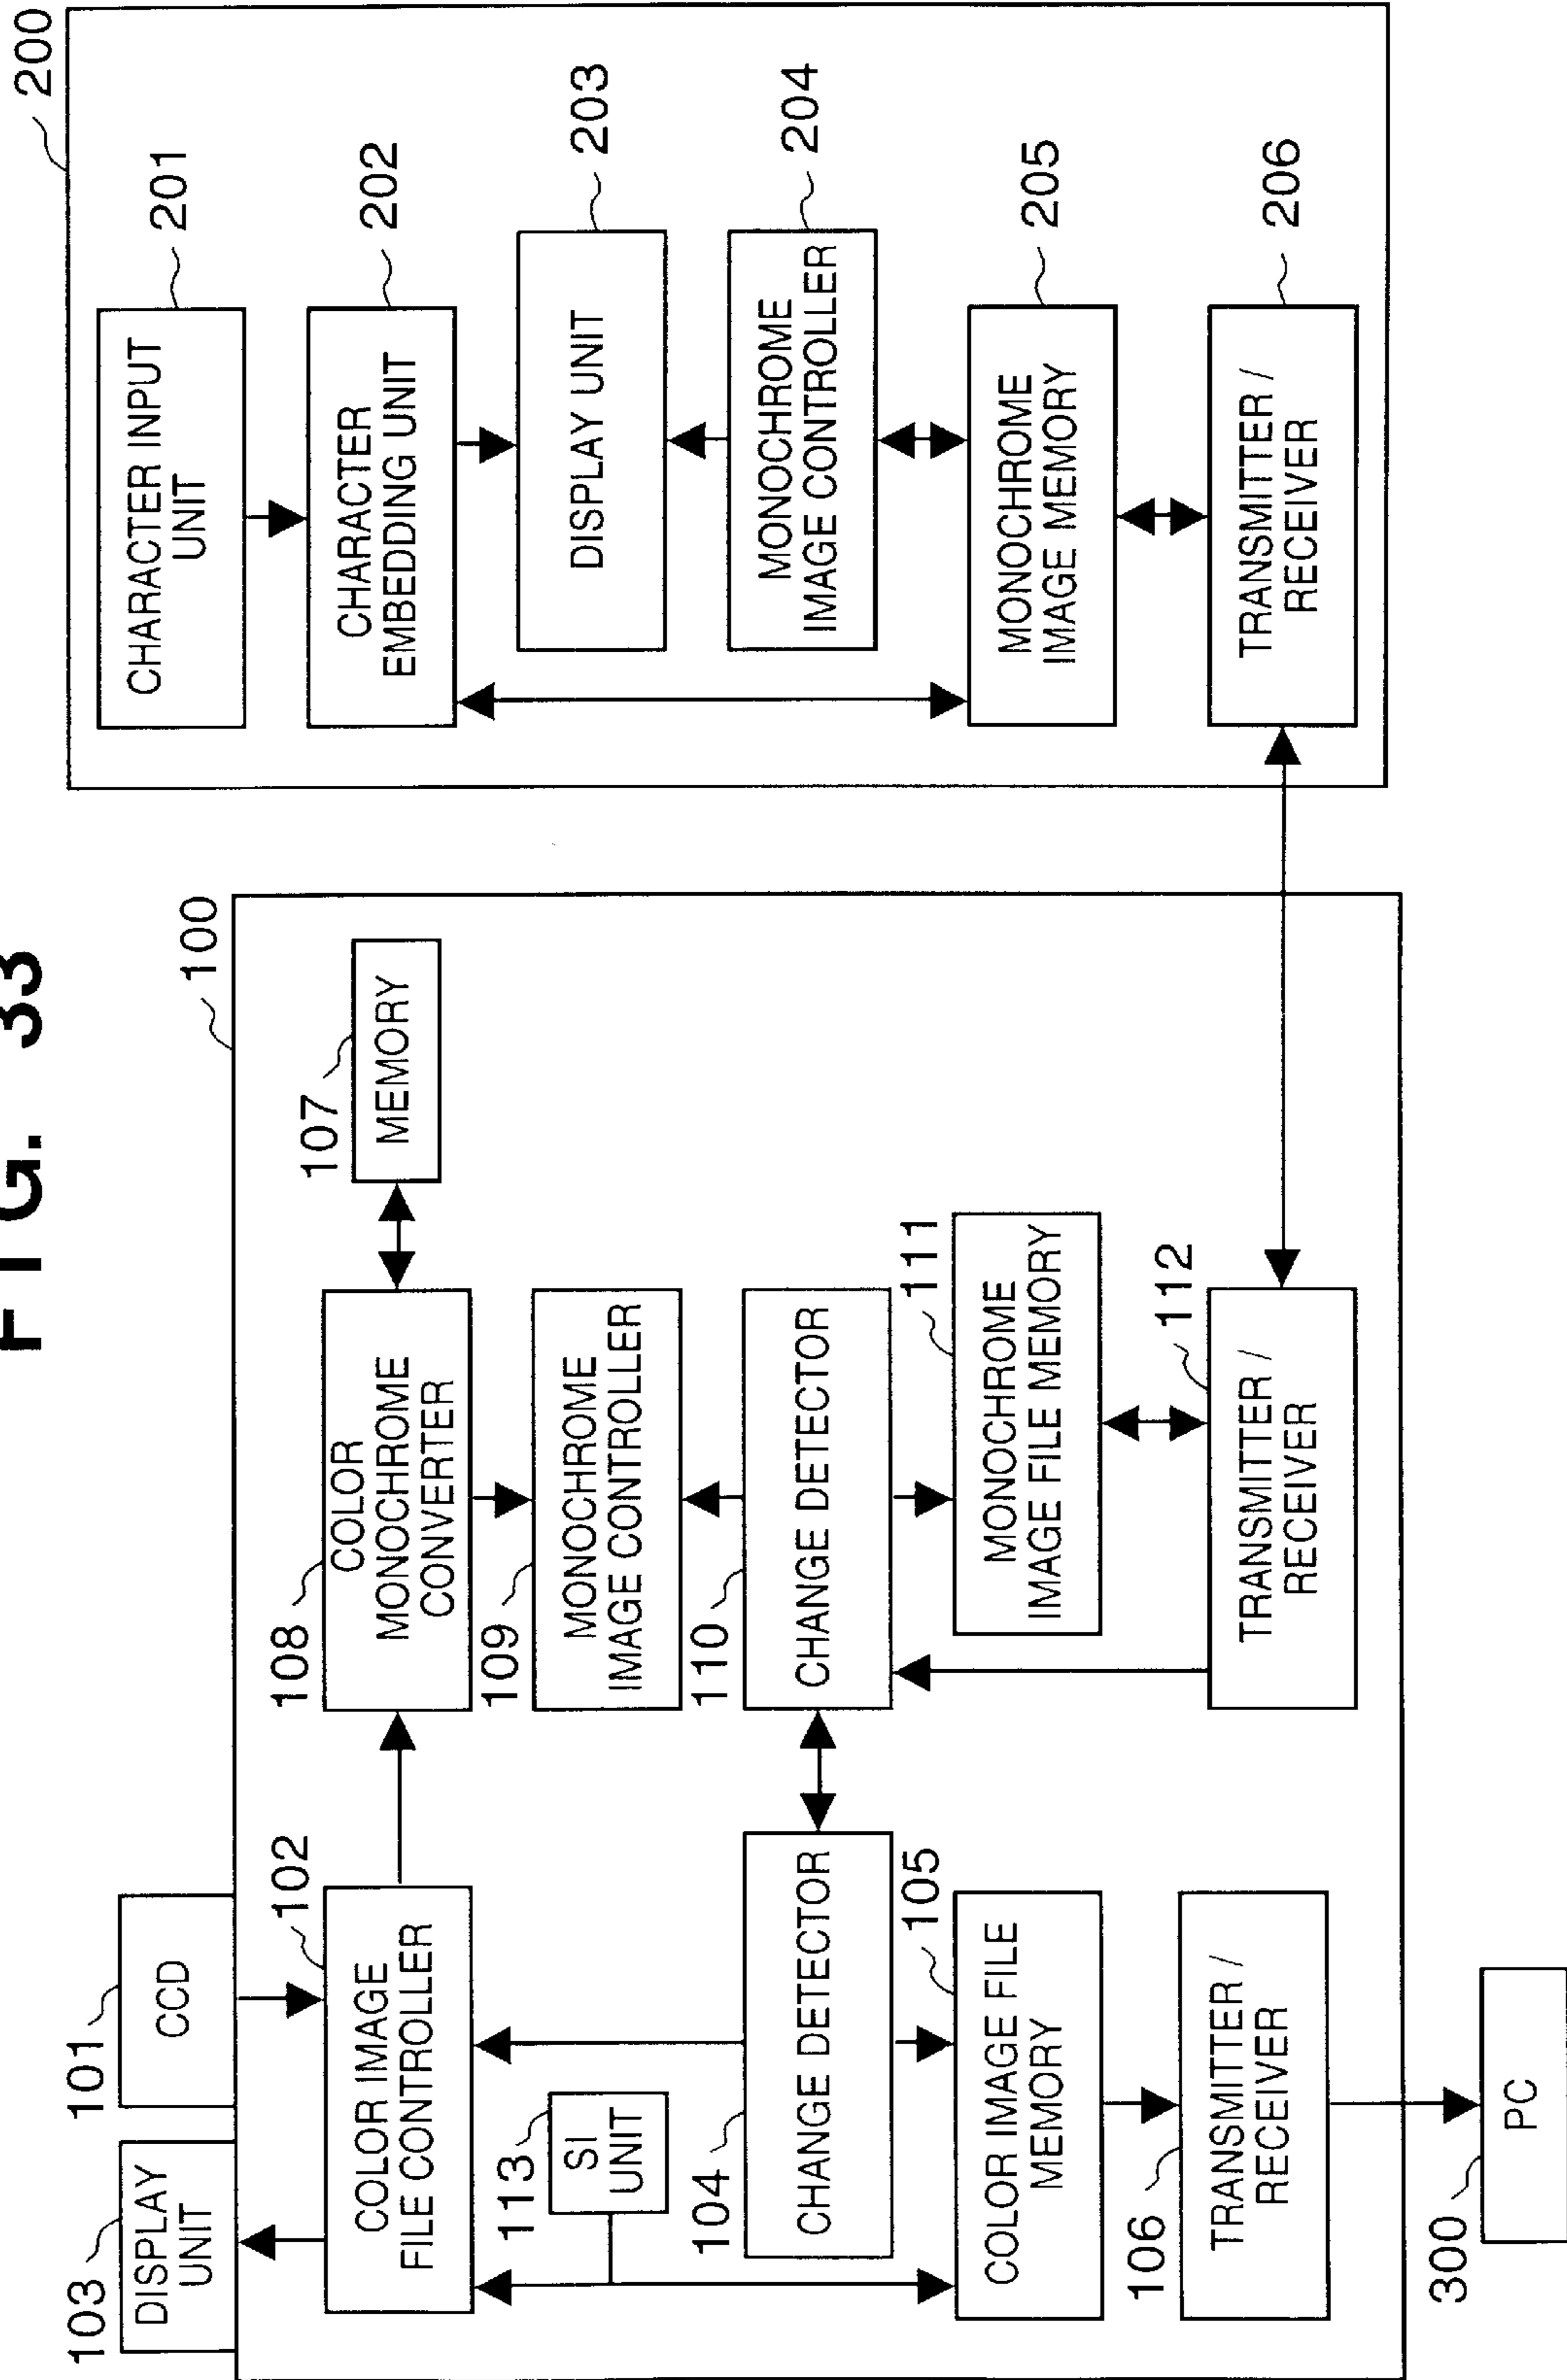 FIG. 33
103
DISPLAY
UNIT
101
CCD
102
COLOR IMAGE
FILE CONTROLLER
113
SI
UNIT
104
CHANGE DETECTOR
105
COLOR IMAGE FILE
MEMORY
106
TRANSMITTER /
RECEIVER
300
PC
100
108
COLOR
MONOCHROME
CONVERTER
107
MEMORY
109
MONOCHROME
IMAGE CONTROLLER
110
CHANGE DETECTOR
111
MONOCHROME
IMAGE FILE MEMORY
112
TRANSMITTER /
RECEIVER
200
CHARACTER INPUT
UNIT
201
CHARACTER
EMBEDDING UNIT
202
DISPLAY UNIT
203
MONOCHROME
IMAGE CONTROLLER
204
MONOCHROME
IMAGE MEMORY
205
TRANSMITTER /
RECEIVER
206